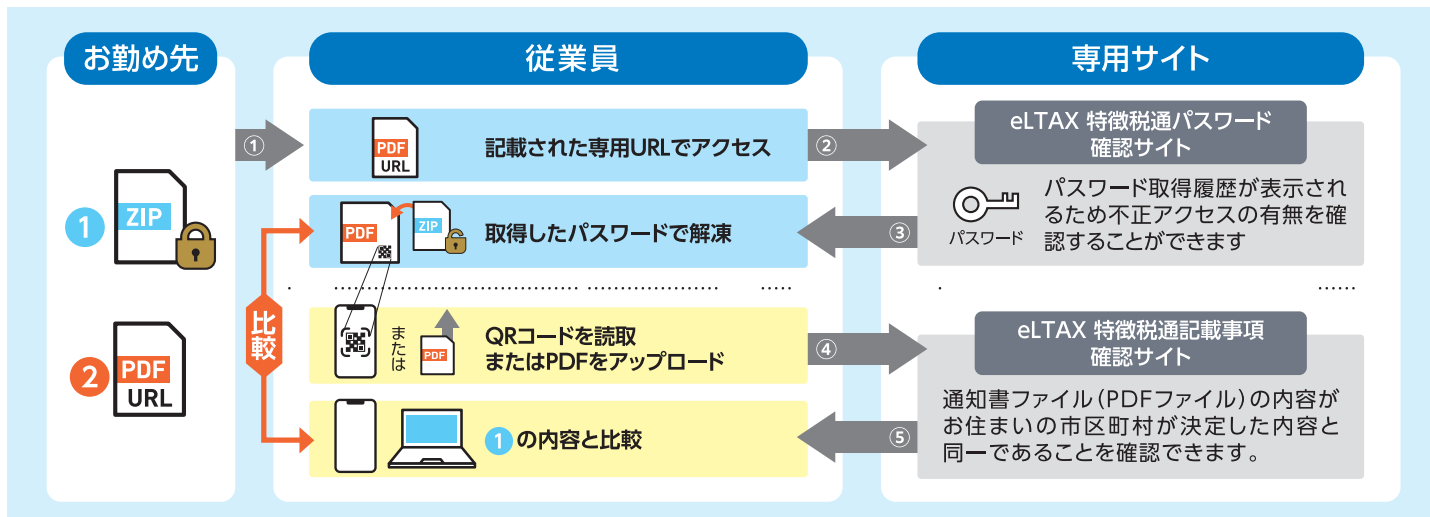 お勤め先
1
ZIP
2
PDF
URL
従業員
①
PDF
URL
記載された専用URLでアクセス
②
PDF
ZIP
取得したパスワードで解凍
③
比較
または
PDF
QRコードを読取
またはPDFをアップロード
④
1の内容と比較
⑤
専用サイト
eLTAX 特徴税通パスワード
確認サイト
パスワード
パスワード取得履歴が表示され
るため不正アクセスの有無を確
認することができます
eLTAX 特徴税通記載事項
確認サイト
通知書ファイル(PDFファイル)の内容が
お住まいの市区町村が決定した内容と
同一であることを確認できます。